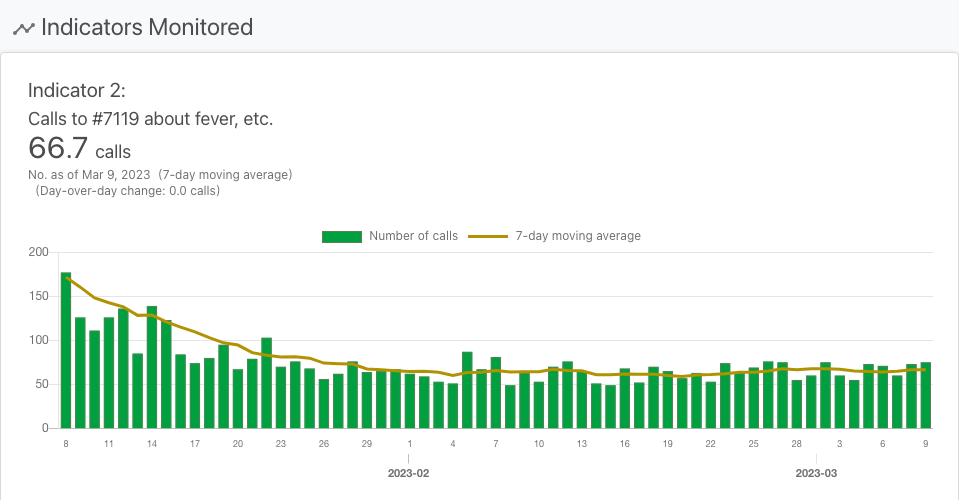 Indicators Monitored
Indicator 2:
Calls to #7119 about fever, etc.
66.7 calls
No. as of Mar 9, 2023 (7-day moving average)
(Day-over-day change: 0.0 calls)
Number of calls 7-day moving average
200
150
100
50
0
8 11 14 17 20 23 26 29 1 4 7 10 13 16 19 22 25 28 3 6 9
2023-02 2023-03